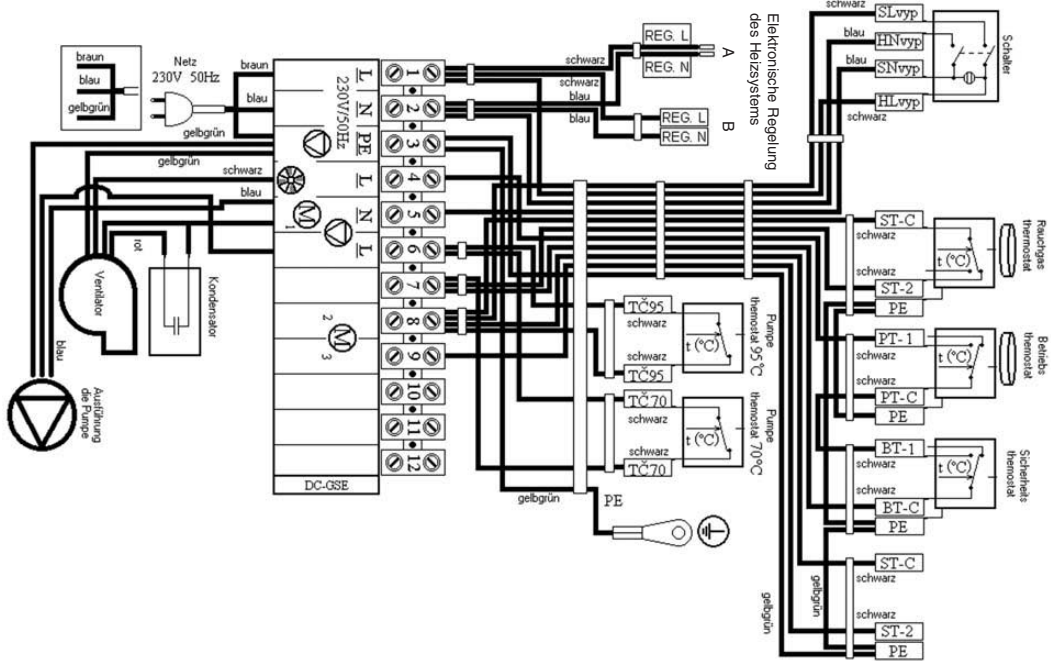 schwarz
SLvyp
HNvyp
blau
blau
SNvyp
HLvyp
schwarz
Schalter
Elektronische Regelung
des Heizsystems
A
B
REG. L
REG. N
REG. L
REG. N
schwarz
schwarz
blau
blau
braun
blau
gelbgrün
Netz
230V 50Hz
braun
blau
gelbgrün
gelbgrün
schwarz
blau
L
N
PE
L
N
L
230V/50Hz
M
1
2
M
3
1
2
3
4
5
6
7
8
9
10
11
12
DC-GSE
rot
Ventilator
Kondensator
blau
Ausführung
die Pumpe
TČ95
schwarz
schwarz
TČ95
t (°C)
Pumpe
thermostat 95°C
TČ70
schwarz
schwarz
TČ70
t (°C)
Pumpe
thermostat 70°C
gelbgrün
PE
ST-C
schwarz
schwarz
ST-2
PE
t (°C)
Rauchgas
thermostat
PT-1
schwarz
schwarz
PT-C
PE
t (°C)
Betriebs
thermostat
BT-1
schwarz
schwarz
BT-C
PE
t (°C)
Sicherheits
thermostat
ST-C
schwarz
gelbgrün
gelbgrün
schwarz
ST-2
PE